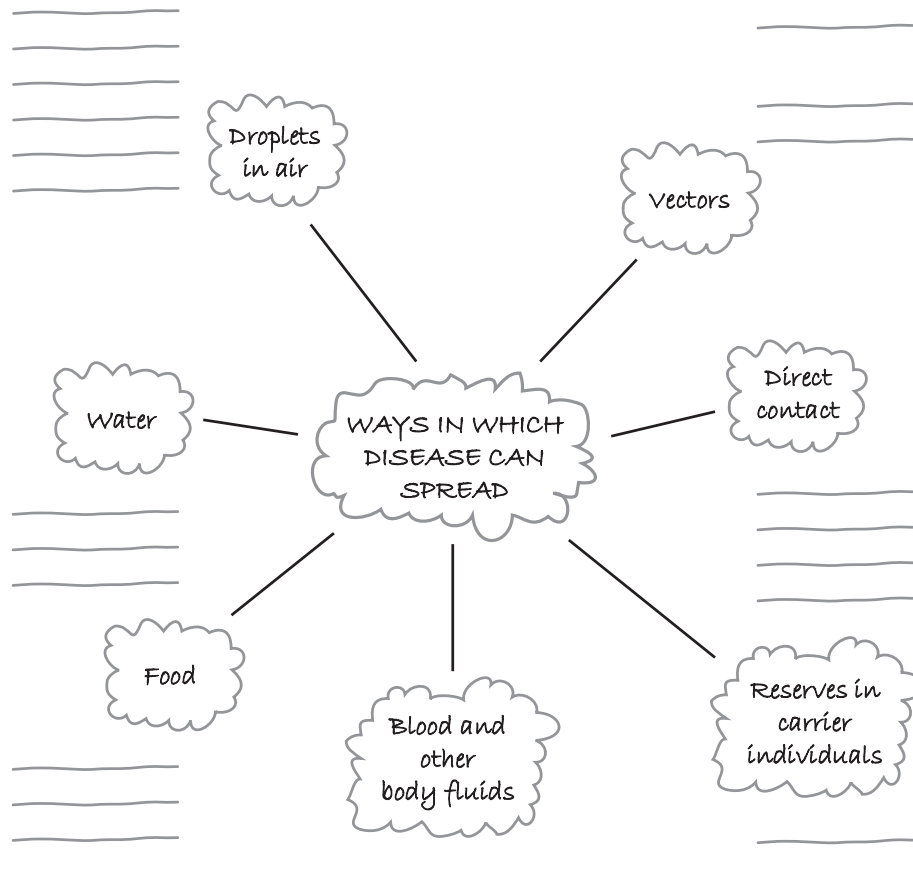 Droplets
in air
Vectors
Direct
contact
Water
WAYS IN WHICH
DISEASE CAN
SPREAD
Food
Blood and
other
body fluids
Reserves in
carrier
individuals